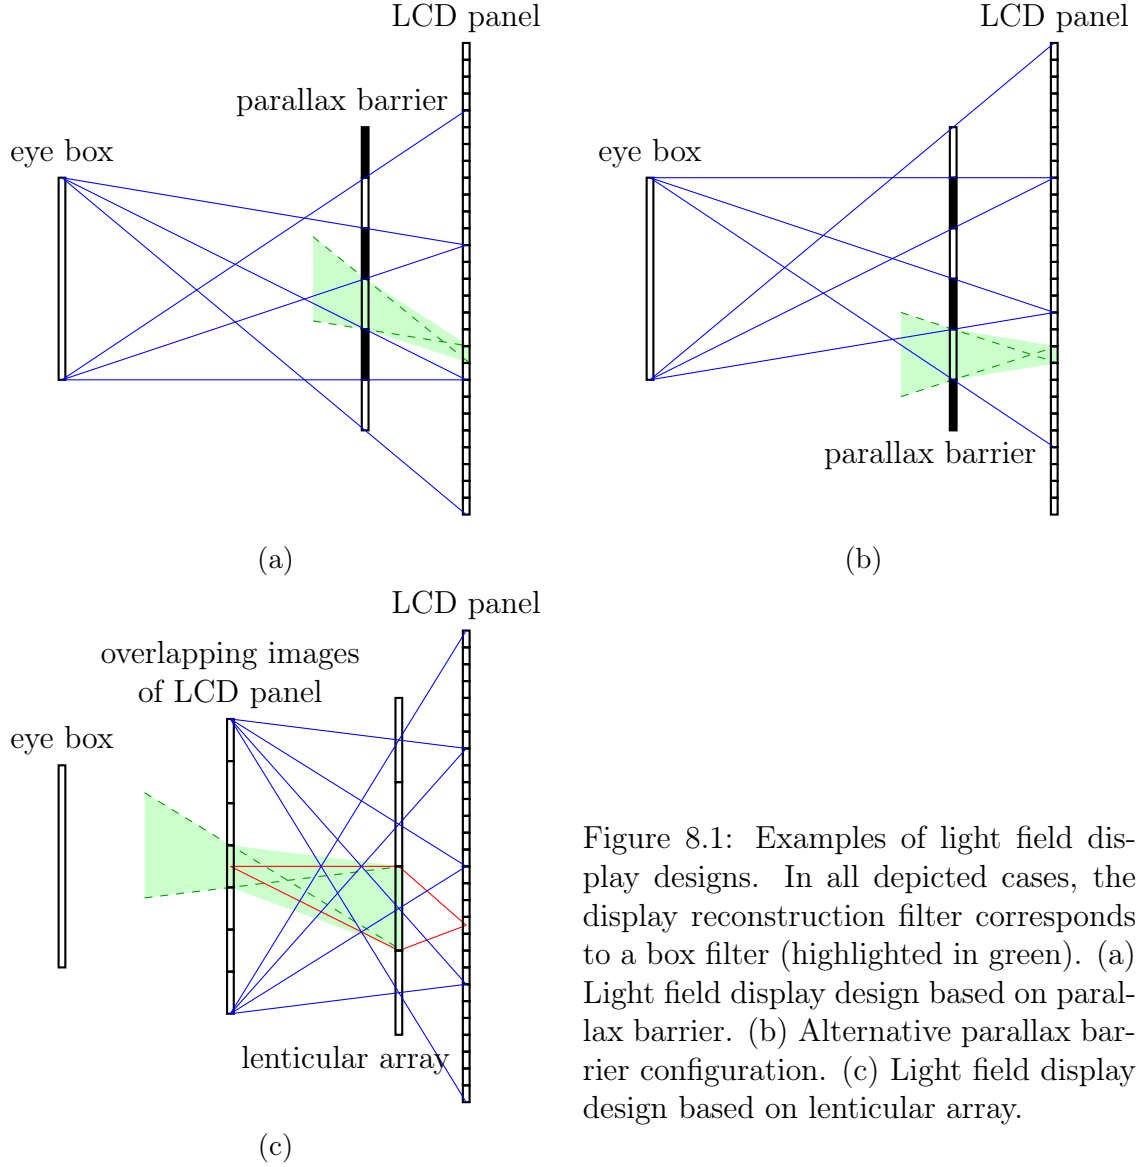 LCD panel
parallax barrier
eye box
(a)
LCD panel
eye box
parallax barrier
(b)
LCD panel
overlapping images
of LCD panel
eye box
lenticular array
(c)
Figure 8.1: Examples of light field dis-
play designs. In all depicted cases, the
display reconstruction filter corresponds
to a box filter (highlighted in green). (a)
Light field display design based on paral-
lax barrier. (b) Alternative parallax bar-
rier configuration. (c) Light field display
design based on lenticular array.